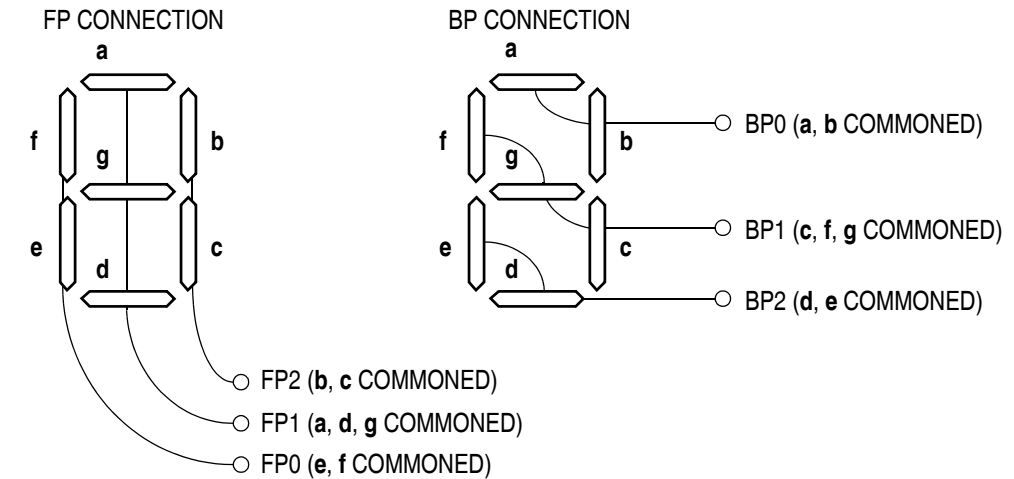 FP CONNECTION
a
f
b
g
e
c
d
FP2 (b, c COMMONED)
FP1 (a, d, g COMMONED)
FP0 (e, f COMMONED)
BP CONNECTION
a
f
b
g
e
c
d
BP0 (a, b COMMONED)
BP1 (c, f, g COMMONED)
BP2 (d, e COMMONED)